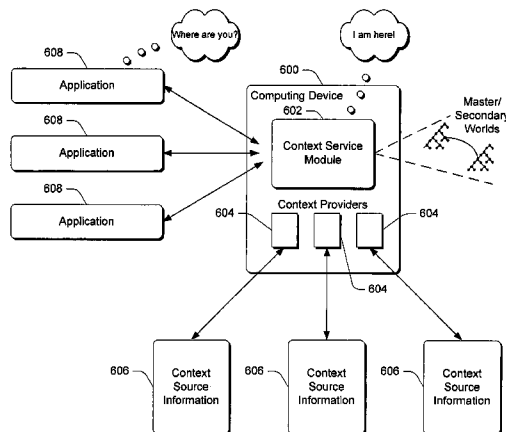 Where are you?
I am here!
608
Application
600
Computing Device
602
Context Service
Module
Master/
Secondary
Worlds
608
Application
608
Application
Context Providers
604
604
604
606
Context
Source
Information
606
Context
Source
Information
606
Context
Source
Information